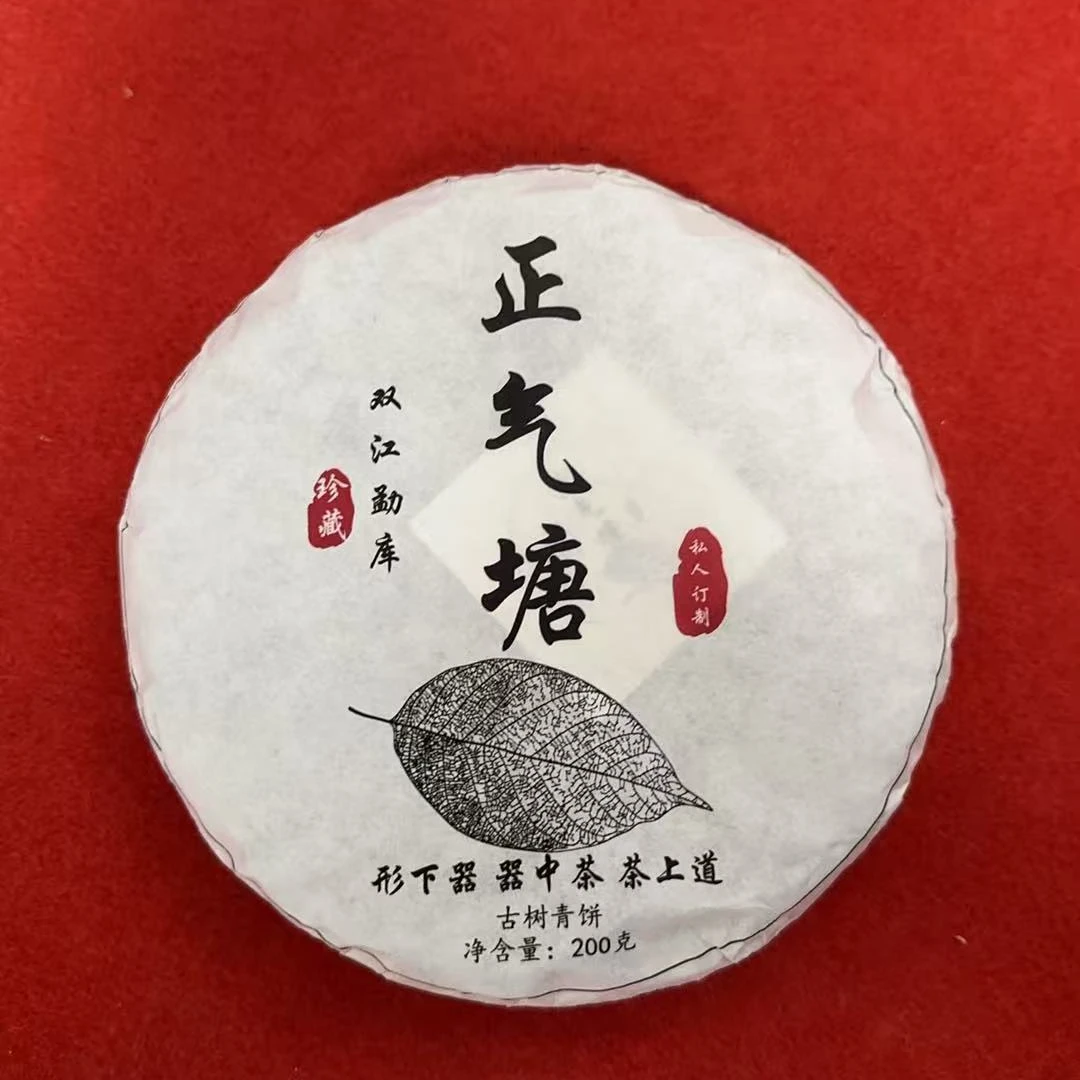 正气塘
双江勐库
珍藏
私人订制
形下器 器中茶 茶上道
古树青饼
净含量：200克